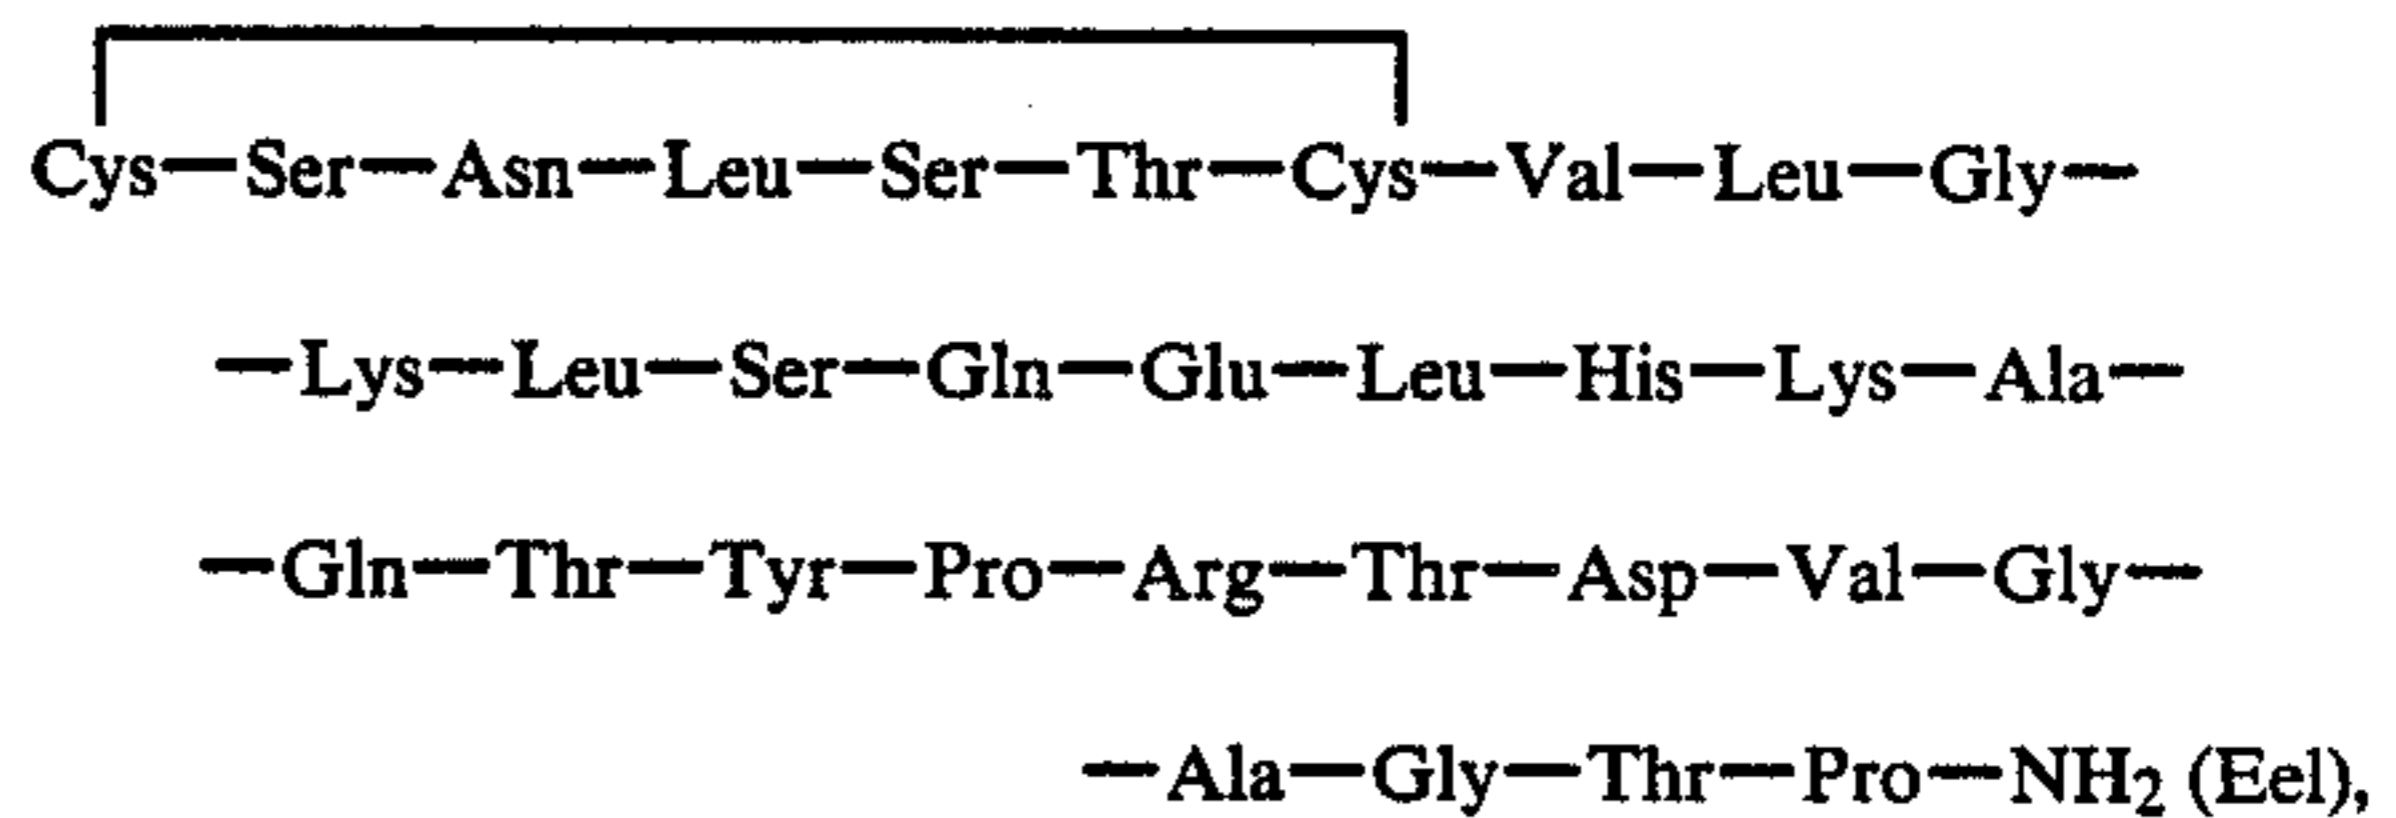 Cys—Ser—Asn—Leu—Ser—Thr—Cys—Val—Leu—Gly—
—Lys—Leu—Ser—Gln—Glu—Leu—His—Lys—Ala—
—Gln—Thr—Tyr—Pro—Arg—Thr—Asp—Val—Gly—
—Ala—Gly—Thr—Pro—NH₂ (Eel),